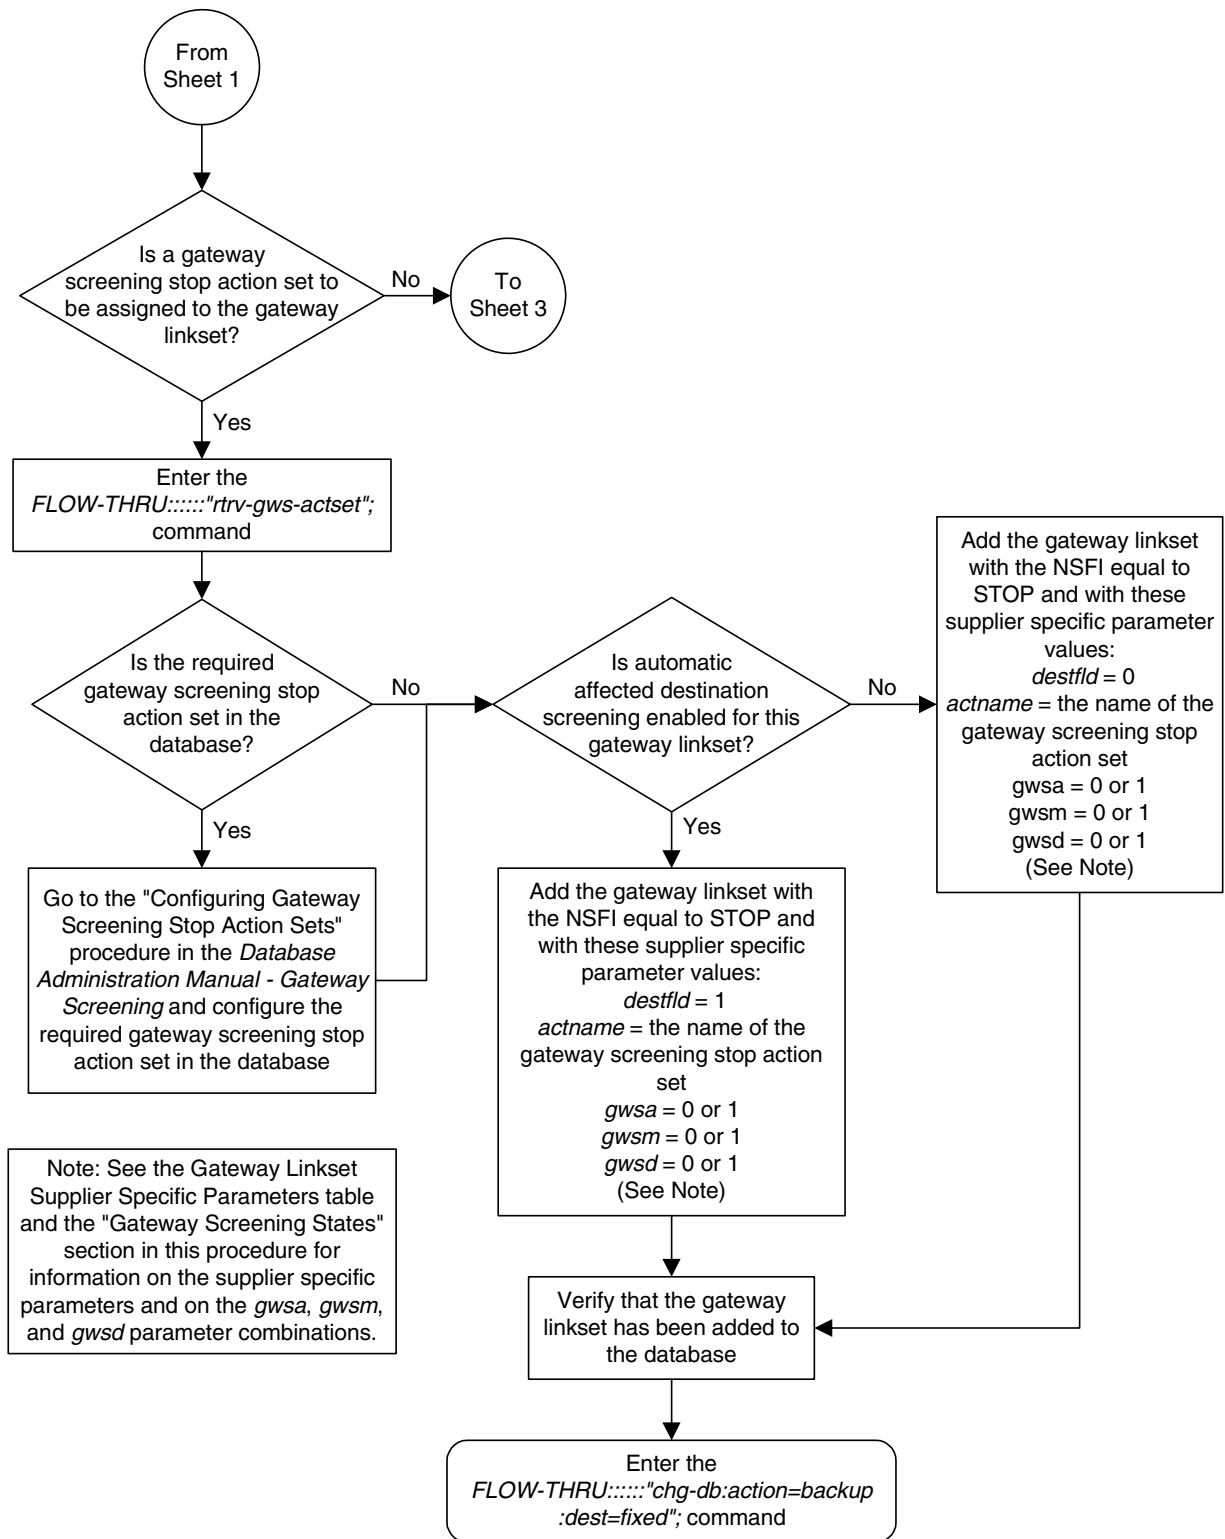 From
Sheet 1
Is a gateway
screening stop action set to
be assigned to the gateway
linkset?
No
To
Sheet 3
Yes
Enter the
FLOW-THRU::::::"rtrv-gws-actset";
command
Is the required
gateway screening stop
action set in the
database?
No
Yes
Go to the "Configuring Gateway
Screening Stop Action Sets"
procedure in the Database
Administration Manual - Gateway
Screening and configure the
required gateway screening stop
action set in the database
Is automatic
affected destination
screening enabled for this
gateway linkset?
No
Yes
Add the gateway linkset
with the NSFI equal to
STOP and with these
supplier specific parameter
values:
destfld = 0
actname = the name of the
gateway screening stop
action set
gwsa = 0 or 1
gwsm = 0 or 1
gwsd = 0 or 1
(See Note)
Add the gateway linkset with
the NSFI equal to STOP and
with these supplier specific
parameter values:
destfld = 1
actname = the name of the
gateway screening stop action
set
gwsa = 0 or 1
gwsm = 0 or 1
gwsd = 0 or 1
(See Note)
Note: See the Gateway Linkset
Supplier Specific Parameters table
and the "Gateway Screening States"
section in this procedure for
information on the supplier specific
parameters and on the gwsa, gwsm,
and gwsd parameter combinations.
Verify that the gateway
linkset has been added to
the database
Enter the
FLOW-THRU::::::"chg-db:action=backup
:dest=fixed"; command